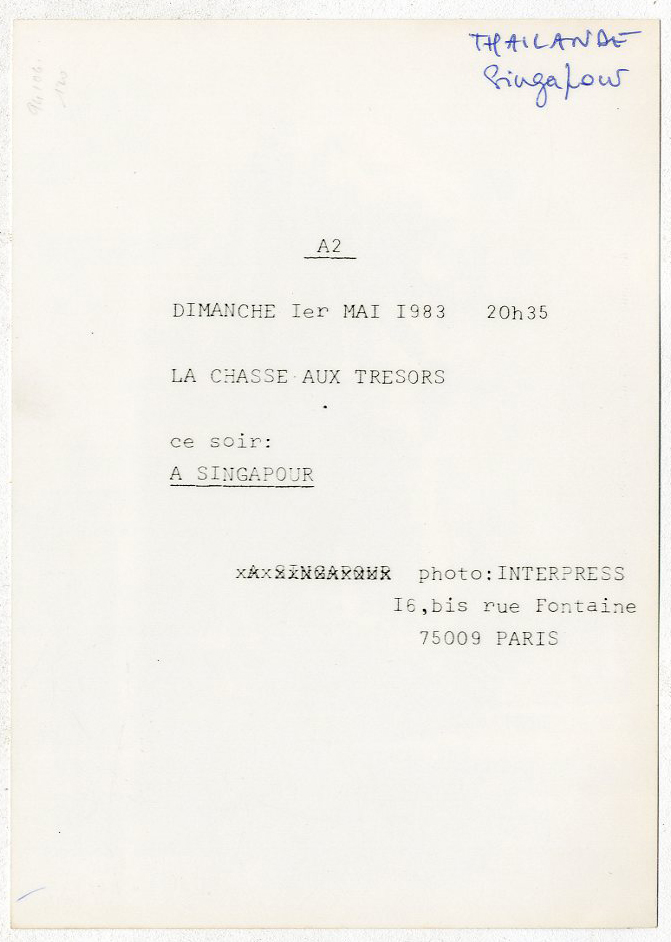 THAILANDE
Singapour
A2
DIMANCHE Ier MAI I983 20h35
LA CHASSE AUX TRESORS
ce soir:
A SINGAPOUR
xAxSINGAPOUR photo:INTERPRESS
I6,bis rue Fontaine
75009 PARIS